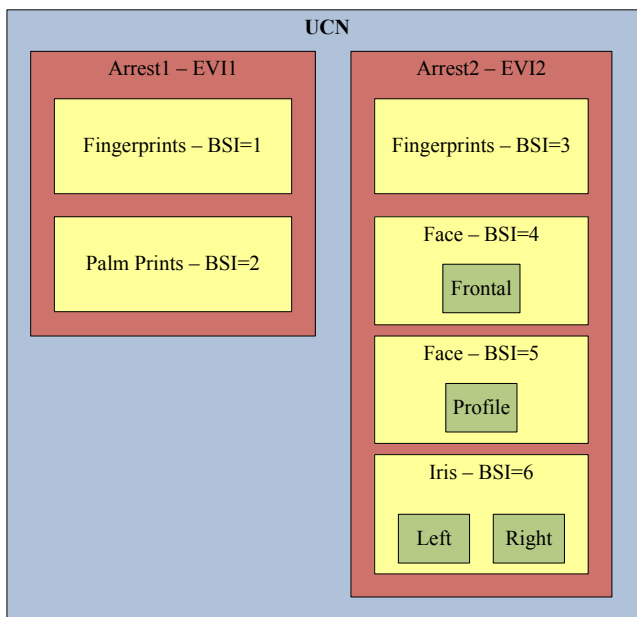 UCN
Arrest1 – EVI1
Fingerprints – BSI=1
Palm Prints – BSI=2
Arrest2 – EVI2
Fingerprints – BSI=3
Face – BSI=4
Frontal
Face – BSI=5
Profile
Iris – BSI=6
Left
Right